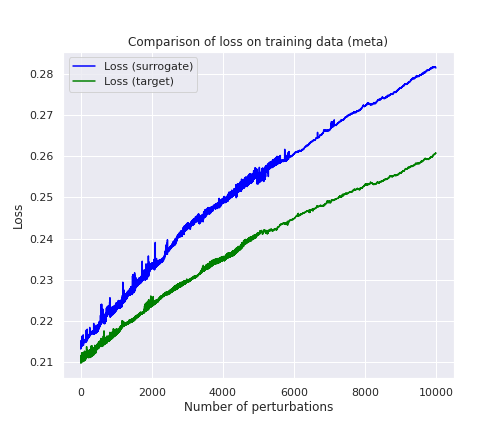 Comparison of loss on training data (meta)
Loss (surrogate)
Loss (target)
Loss
0.28
0.27
0.26
0.25
0.24
0.23
0.22
0.21
0 2000 4000 6000 8000 10000
Number of perturbations